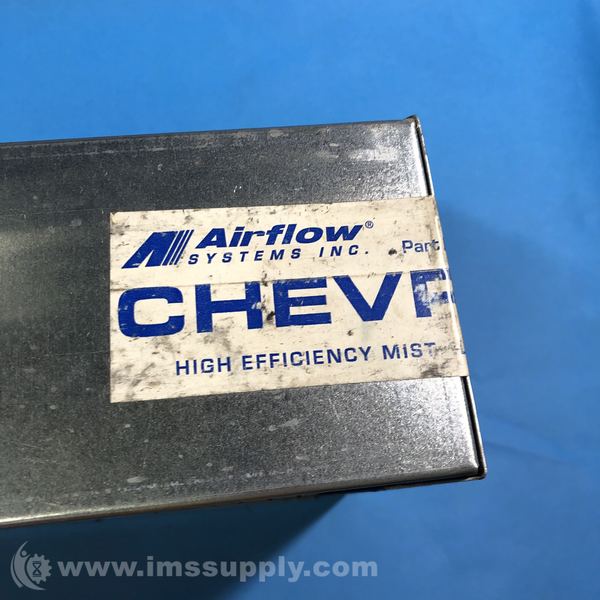 Airflow® Part
SYSTEMS INC.
CHEVR
HIGH EFFICIENCY MIST
www.imssupply.com